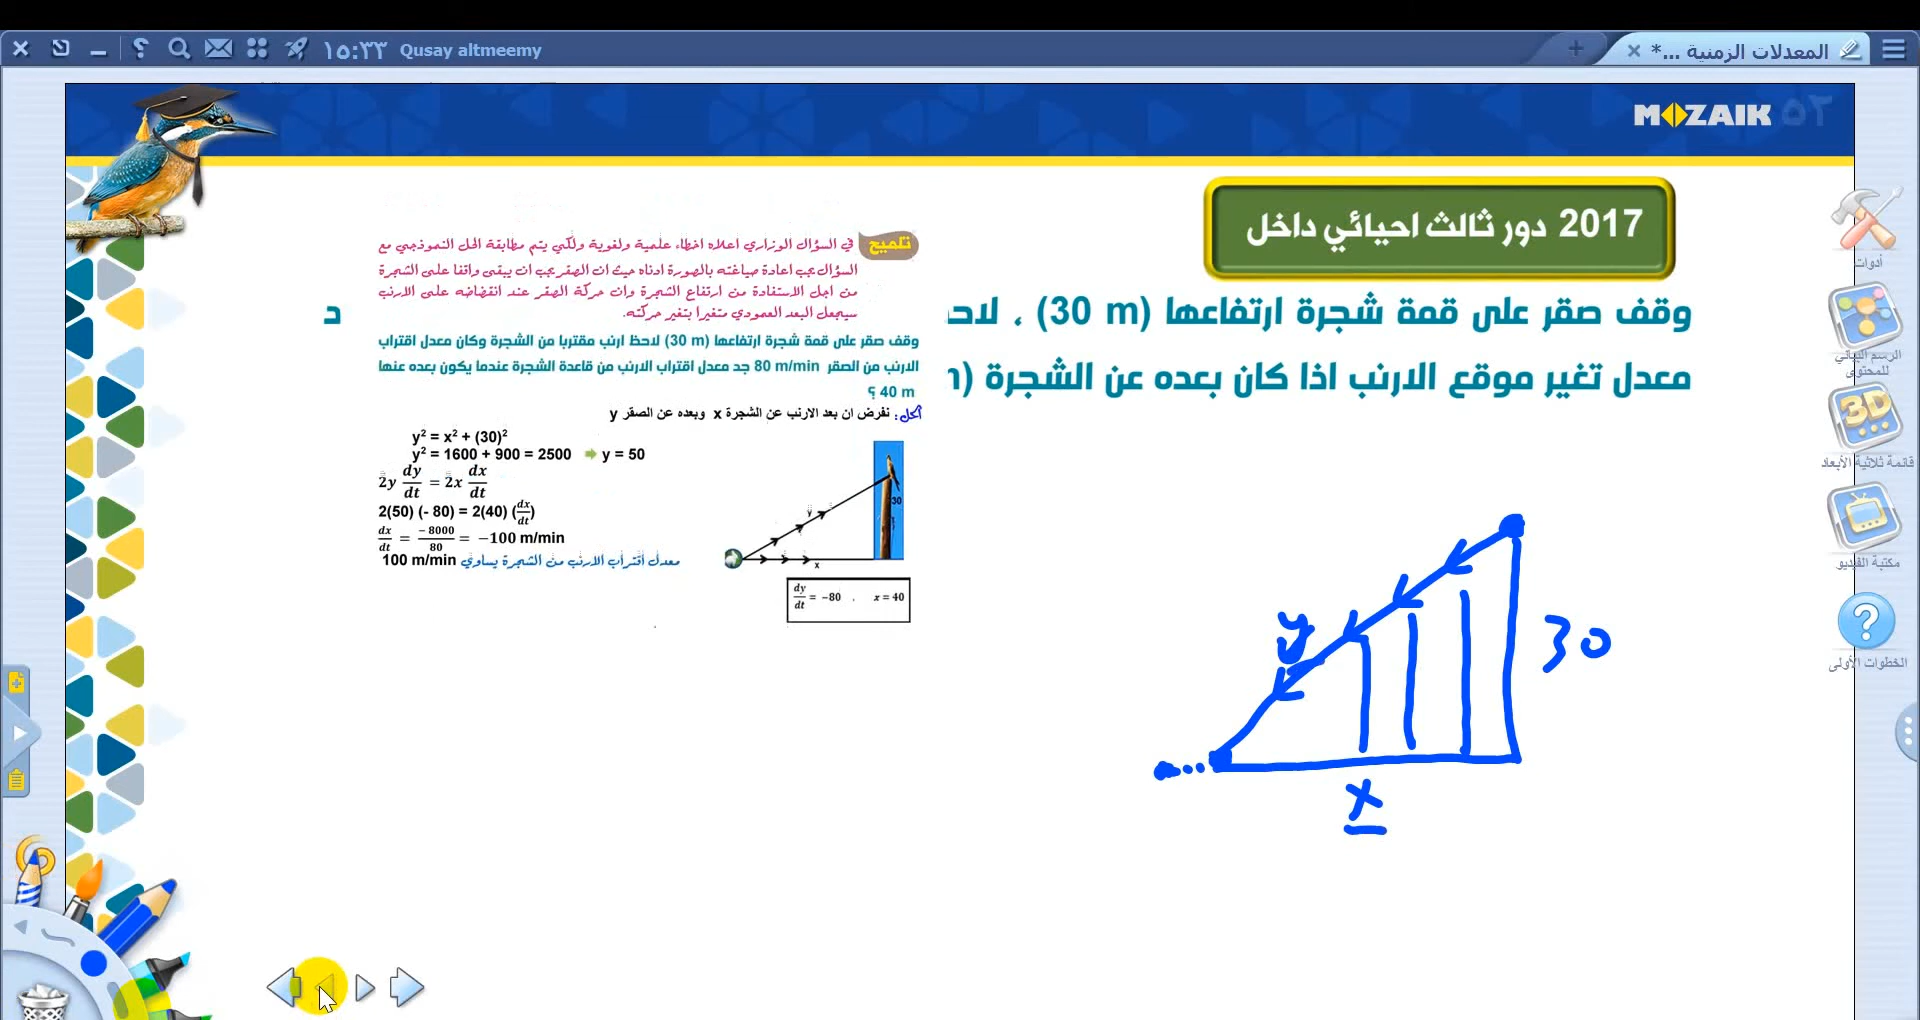 ١٥:٣٣ Qusay altmeemy
المعدلات الزمنية ...*
MOZAIK ٥٢
2017 دور ثالث احيائي داخل
وقف صقر على قمة شجرة ارتفاعها (30 m) ، لاحـ
معدل تغير موقع الارنب اذا كان بعده عن الشجرة (
د
تلميح في السؤال الوزاري اعلاه اخطاء علمية ولغوية ولكي يتم مطابقة الحل النموذجي مع
السؤال يجب اعادة صياغته بالصورة ادناه حيث ان الصقر يجب ان يبقى واقفا على الشجرة
من اجل الاستفادة من ارتفاع الشجرة وان حركة الصقر عند انقضاضه على الارنب
سيجعل البعد العمودي متغيرا بتغير حركته.
وقف صقر على قمة شجرة ارتفاعها (30 m) لاحظ ارنب مقتربا من الشجرة وكان معدل اقتراب
الارنب من الصقر 80 m/min جد معدل اقتراب الارنب من قاعدة الشجرة عندما يكون بعده عنها
40 m ؟
الحل: نفرض ان بعد الارنب عن الشجرة x وبعده عن الصقر y
y² = x² + (30)²
y² = 1600 + 900 = 2500 ⇒ y = 50
2y dy/dt = 2x dx/dt
2(50) (- 80) = 2(40) (dx/dt)
dx/dt = -8000/80 = -100 m/min
معدل اقتراب الارنب من الشجرة يساوي 100 m/min
y
30
x
dy/dt = -80 . x = 40
y
30
x
أدوات
الرسم البياني للمحتوى
3D
قائمة ثلاثية الأبعاد
مكتبة الفيديو
الخطوات الأولى